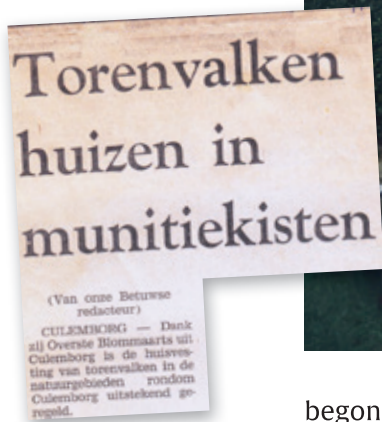 Torenvalken
huizen in
munitiekisten
(Van onze Betuwse
redacteur)
CULEMBORG — Dank
zij Overste Blommaarts uit
Culemborg is de huisves-
ting van torenvalken in de
natuurgebieden rondom
Culemborg uitstekend ge-
regeld.
begon